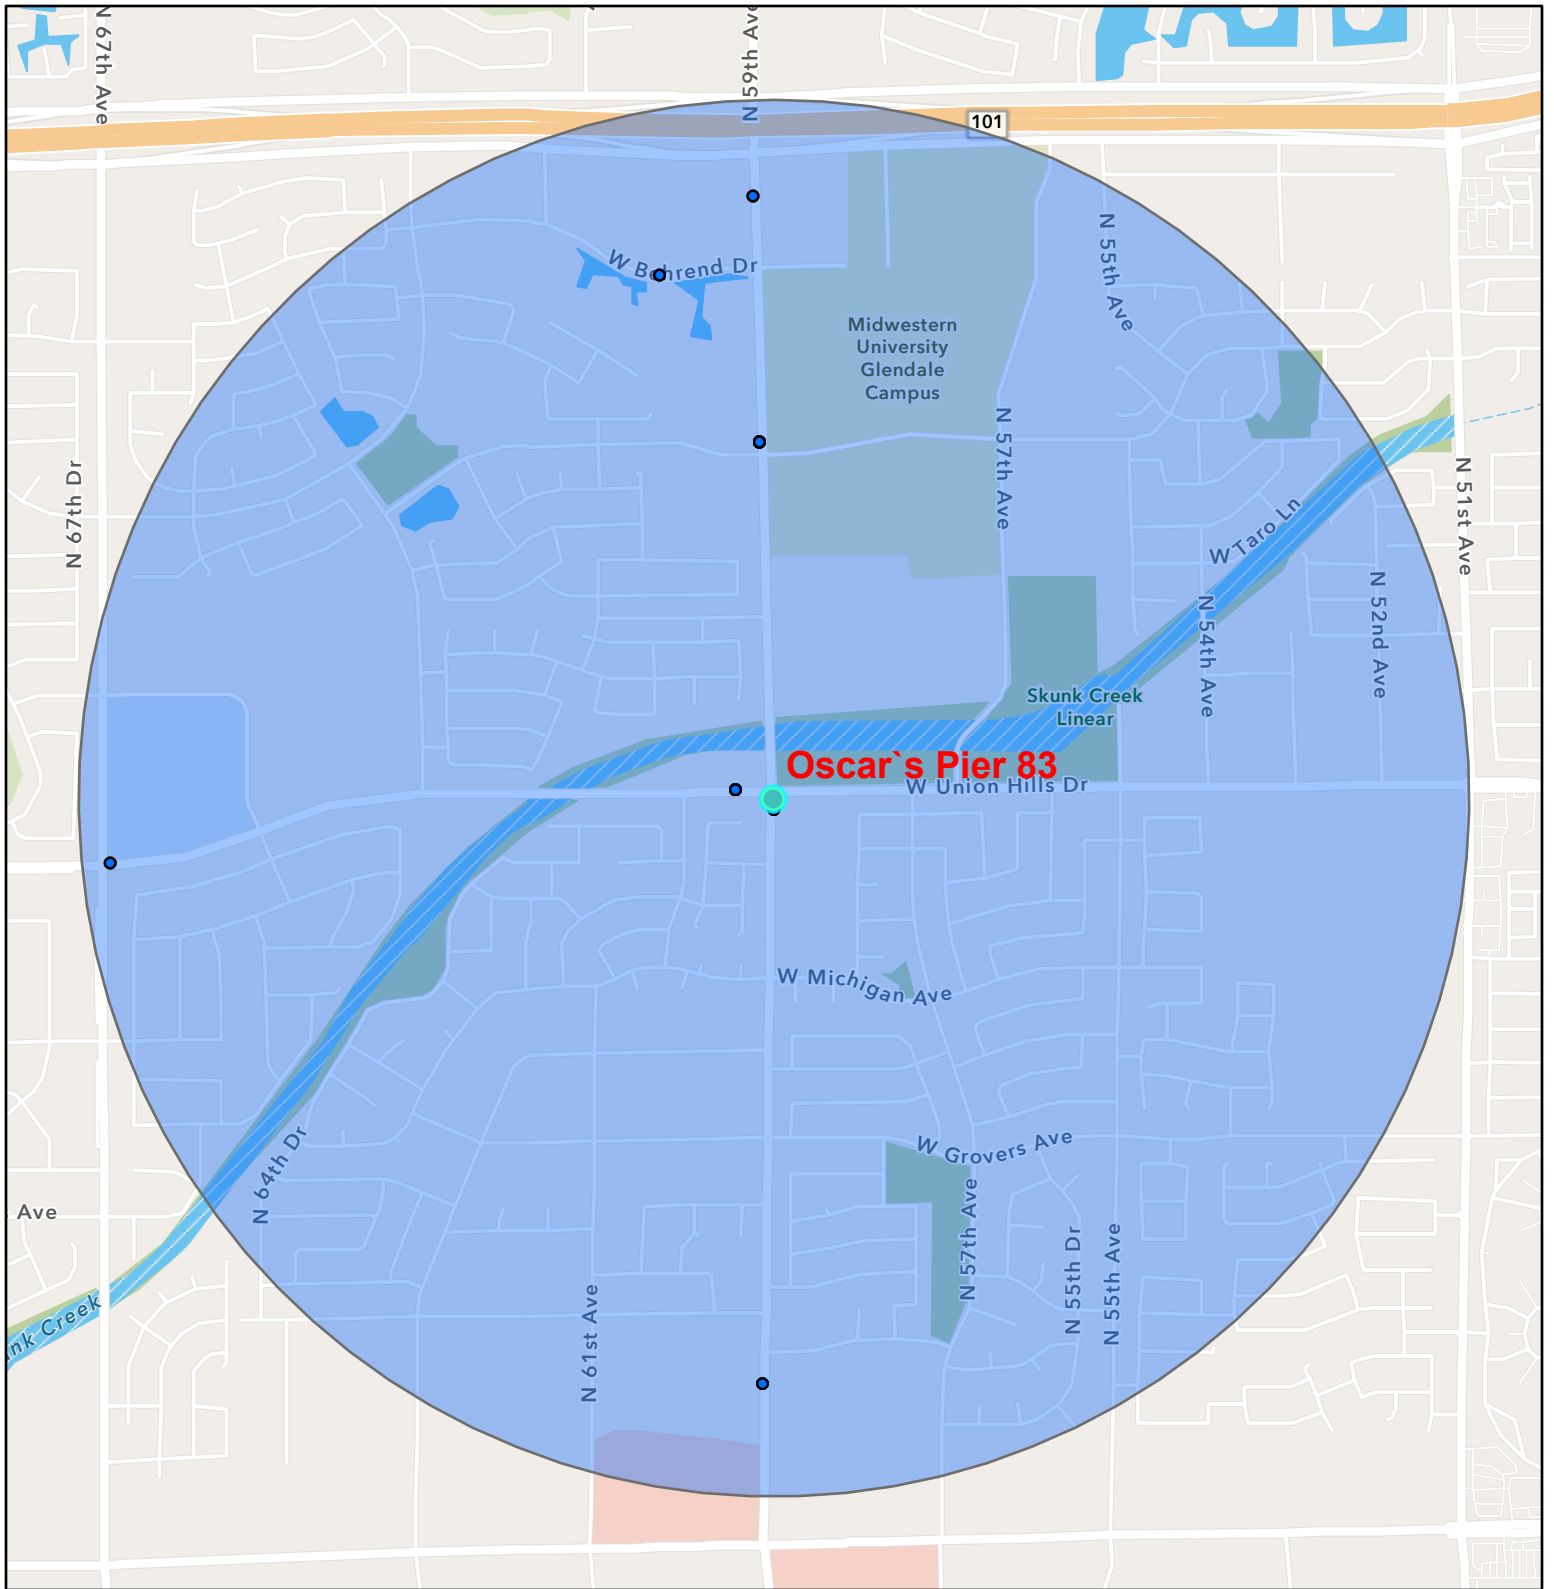 N 67th Ave
N 59th Ave
101
N 55th Ave
W Behrend Dr
Midwestern
University
Glendale
Campus
N 57th Ave
N 67th Dr
N 51st Ave
W Taro Ln
N 52nd Ave
N 54th Ave
Skunk Creek
Linear
Oscar`s Pier 83
W Union Hills Dr
W Michigan Ave
W Grovers Ave
N 64th Dr
Ave
N 57th Ave
N 55th Dr
N 55th Ave
N 61st Ave
nk Creek